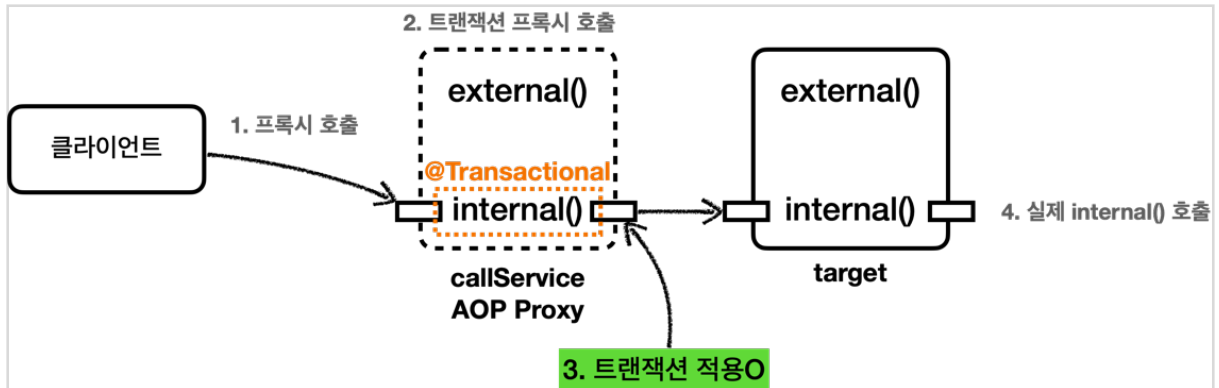 2. 트랜잭션 프록시 호출
external()
external()
클라이언트
1. 프록시 호출
@Transactional
internal()
internal()
4. 실제 internal() 호출
callService
AOP Proxy
target
3. 트랜잭션 적용O